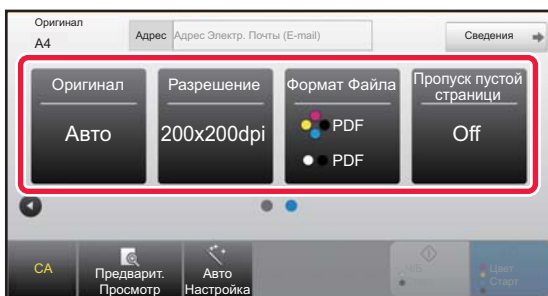 Оригинал
A4
Адрес Адрес Электр. Почты (E-mail)
Сведения
Оригинал
Авто
Разрешение
200x200dpi
Формат Файла
PDF
PDF
Пропуск пустой
страници
Off
CA
Предварит.
Просмотр
Авто
Настройка
Ч/Б
Старт
Цвет
Старт